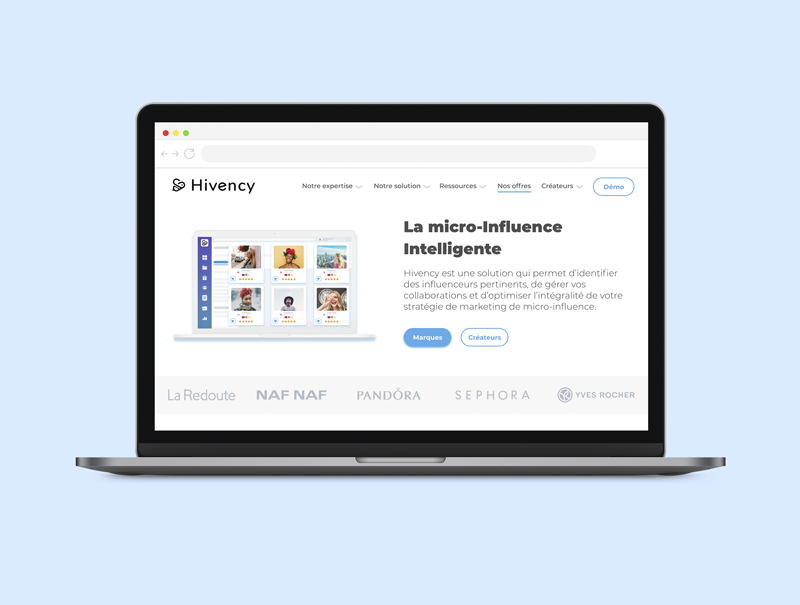 Hivency
Notre expertise
Notre solution
Ressources
Nos offres
Créateurs
Démo
La micro-Influence
Intelligente
Hivency est une solution qui permet d'identifier
des influenceurs pertinents, de gérer vos
collaborations et d'optimiser l'intégralité de votre
stratégie de marketing de micro-influence.
Marques
Créateurs
La Redoute
NAF NAF
PANDÖRA
SEPHORA
YVES ROCHER